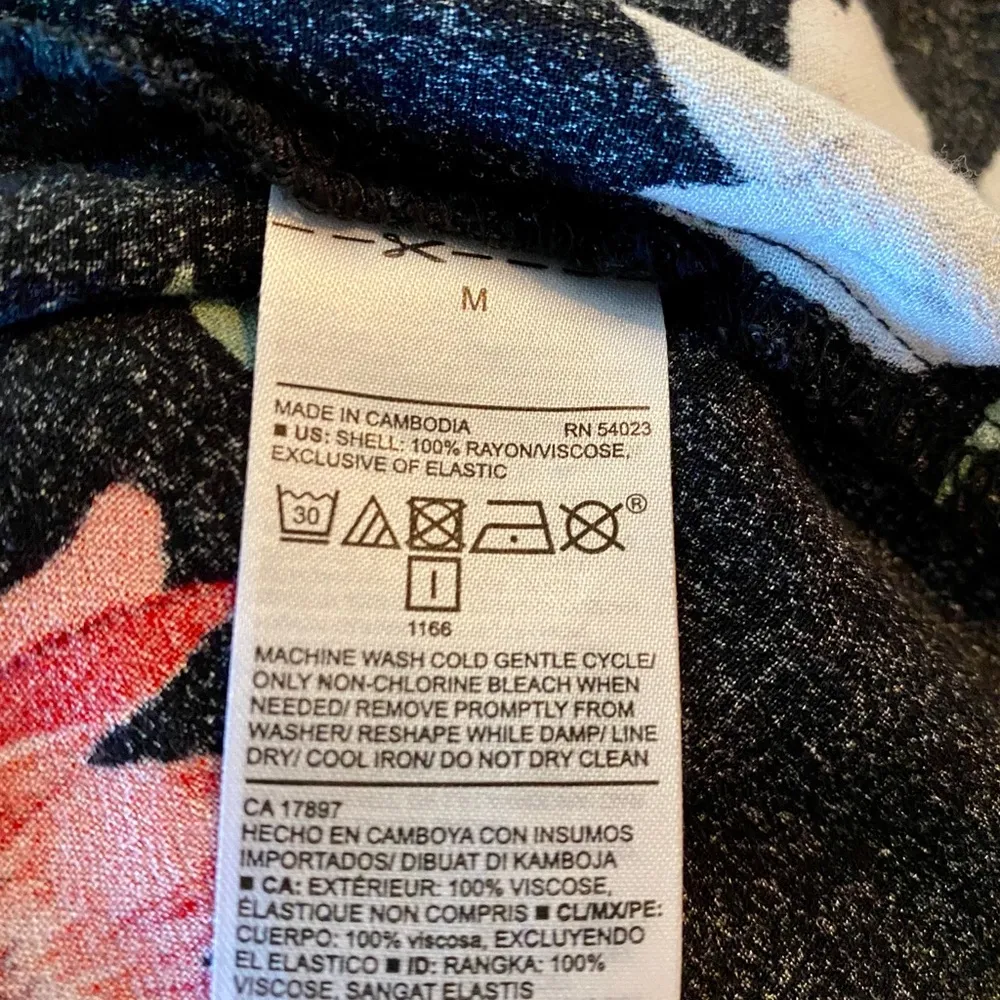 M
MADE IN CAMBODIA RN 54023
■ US: SHELL: 100% RAYON/VISCOSE,
EXCLUSIVE OF ELASTIC
30
®
1166
MACHINE WASH COLD GENTLE CYCLE/
ONLY NON-CHLORINE BLEACH WHEN
NEEDED/ REMOVE PROMPTLY FROM
WASHER/ RESHAPE WHILE DAMP/ LINE
DRY/ COOL IRON/ DO NOT DRY CLEAN
CA 17897
HECHO EN CAMBOYA CON INSUMOS
IMPORTADOS/ DIBUAT DI KAMBOJA
■ CA: EXTÉRIEUR: 100% VISCOSE,
ÉLASTIQUE NON COMPRIS ■ CL/MX/PE:
CUERPO: 100% viscosa, EXCLUYENDO
EL ELASTICO ■ ID: RANGKA: 100%
VISCOSE, SANGAT ELASTIS